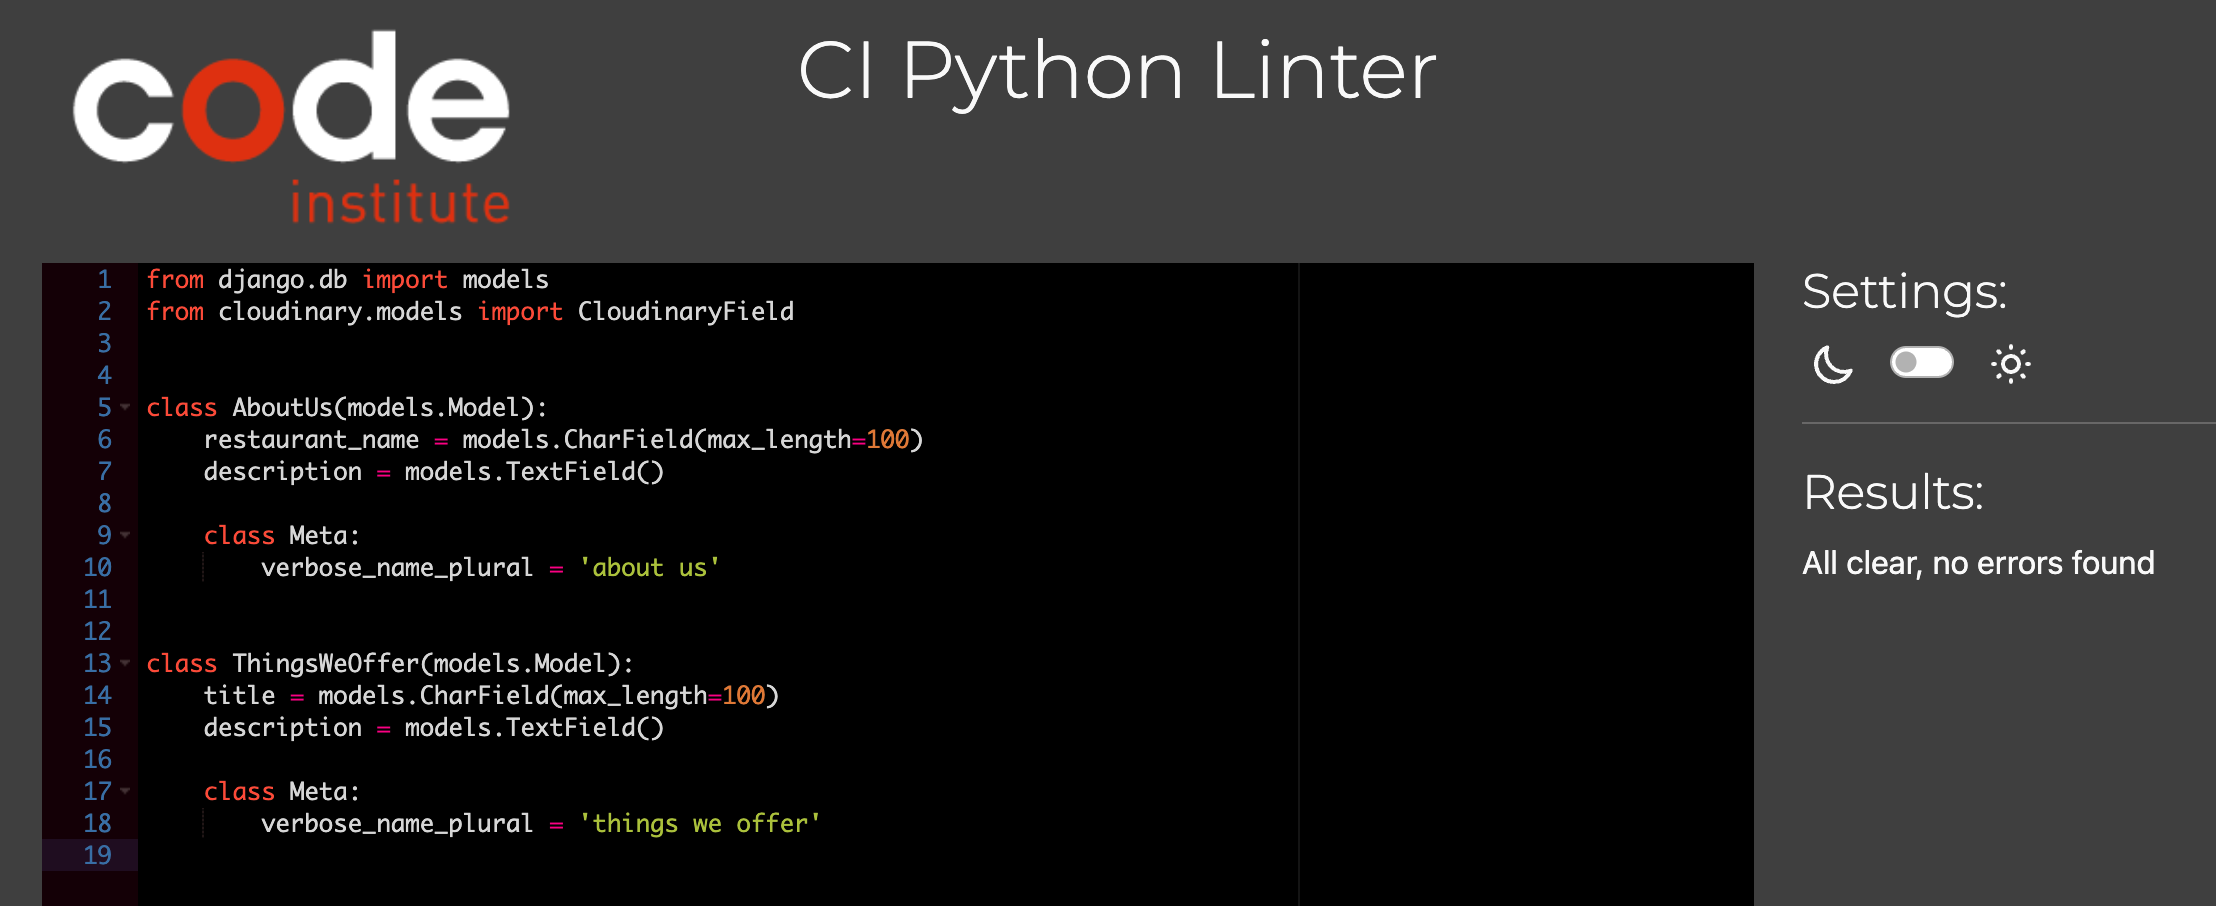 code
institute
CI Python Linter
1 from django.db import models
2 from cloudinary.models import CloudinaryField
3
4
5 class AboutUs(models.Model):
6     restaurant_name = models.CharField(max_length=100)
7     description = models.TextField()
8
9     class Meta:
10         verbose_name_plural = 'about us'
11
12
13 class ThingsWeOffer(models.Model):
14     title = models.CharField(max_length=100)
15     description = models.TextField()
16
17     class Meta:
18         verbose_name_plural = 'things we offer'
19
Settings:
Results:
All clear, no errors found